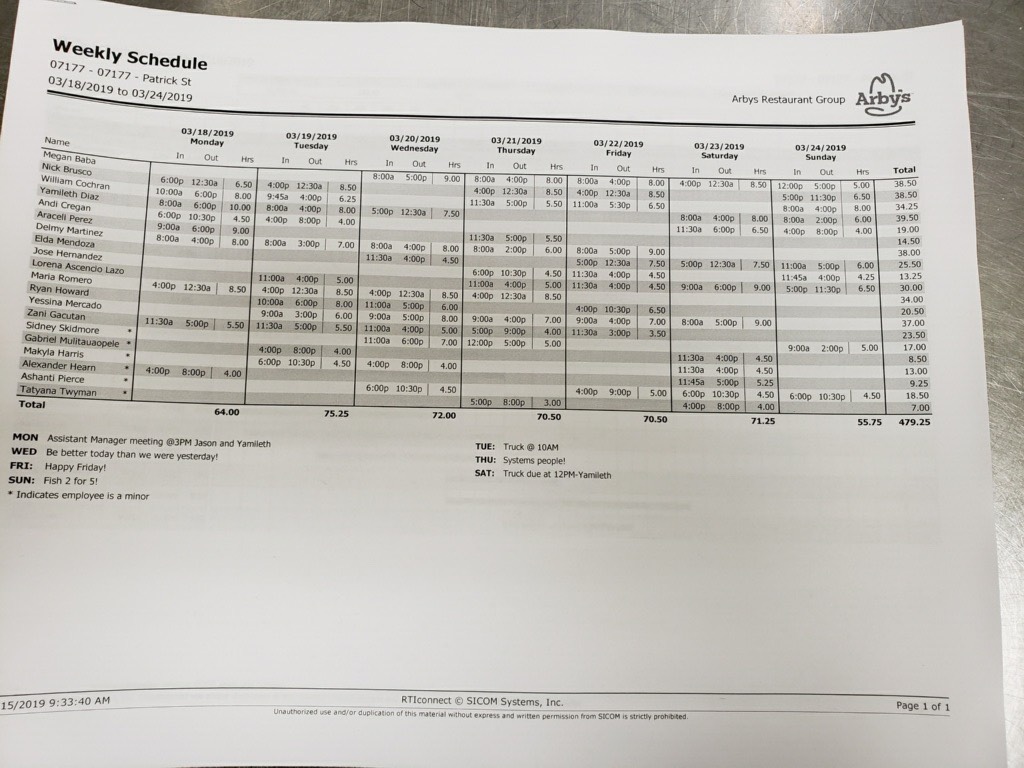 Weekly Schedule
07177 - 07177 - Patrick St
03/18/2019 to 03/24/2019
Arbys Restaurant Group Arby's
03/18/2019 03/19/2019 03/20/2019 03/21/2019 03/22/2019 03/23/2019 03/24/2019
Name Monday Tuesday Wednesday Thursday Friday Saturday Sunday
In Out Hrs In Out Hrs In Out Hrs In Out Hrs In Out Hrs In Out Hrs In Out Hrs Total
Megan Baba 8:00a 5:00p 9.00 8:00a 4:00p 8.00 8:00a 4:00p 8.00 4:00p 12:30a 8.50 12:00p 5:00p 5.00 38.50
Nick Brusco 6:00p 12:30a 6.50 4:00p 12:30a 8.50 4:00p 12:30a 8.50 4:00p 12:30a 8.50 5:00p 11:30p 6.50 38.50
William Cochran 10:00a 6:00p 8.00 9:45a 4:00p 6.25 11:30a 5:00p 5.50 11:00a 5:30p 6.50 8:00a 4:00p 8.00 34.25
Yamileth Diaz 8:00a 6:00p 10.00 8:00a 4:00p 8.00 5:00p 12:30a 7.50 8:00a 4:00p 8.00 8:00a 2:00p 6.00 39.50
Andi Cregan 6:00p 10:30p 4.50 4:00p 8:00p 4.00 11:30a 6:00p 6.50 4:00p 8:00p 4.00 19.00
Araceli Perez 9:00a 6:00p 9.00 11:30a 5:00p 5.50 14.50
Delmy Martinez 8:00a 4:00p 8.00 8:00a 3:00p 7.00 8:00a 4:00p 8.00 8:00a 2:00p 6.00 8:00a 5:00p 9.00 38.00
Elda Mendoza 11:30a 4:00p 4.50 5:00p 12:30a 7.50 5:00p 12:30a 7.50 11:00a 5:00p 6.00 25.50
Jose Hernandez 6:00p 10:30p 4.50 11:30a 4:00p 4.50 11:45a 4:00p 4.25 13.25
Lorena Ascencio Lazo 11:00a 4:00p 5.00 11:00a 4:00p 5.00 11:30a 4:00p 4.50 9:00a 6:00p 9.00 5:00p 11:30p 6.50 30.00
Maria Romero 4:00p 12:30a 8.50 4:00p 12:30a 8.50 4:00p 12:30a 8.50 4:00p 12:30a 8.50 34.00
Ryan Howard 10:00a 6:00p 8.00 11:00a 5:00p 6.00 4:00p 10:30p 6.50 20.50
Yessina Mercado 9:00a 3:00p 6.00 9:00a 5:00p 8.00 9:00a 4:00p 7.00 9:00a 4:00p 7.00 8:00a 5:00p 9.00 37.00
Zani Gacutan 11:30a 5:00p 5.50 11:30a 5:00p 5.50 11:00a 4:00p 5.00 5:00p 9:00p 4.00 11:30a 3:00p 3.50 23.50
Sidney Skidmore * 11:00a 6:00p 7.00 12:00p 5:00p 5.00 9:00a 2:00p 5.00 17.00
Gabriel Mulitauaopele * 4:00p 8:00p 4.00 11:30a 4:00p 4.50 8.50
Makyla Harris * 6:00p 10:30p 4.50 4:00p 8:00p 4.00 11:30a 4:00p 4.50 13.00
Alexander Hearn * 4:00p 8:00p 4.00 11:45a 5:00p 5.25 9.25
Ashanti Pierce * 6:00p 10:30p 4.50 4:00p 9:00p 5.00 6:00p 10:30p 4.50 6:00p 10:30p 4.50 18.50
Tatyana Twyman * 5:00p 8:00p 3.00 4:00p 8:00p 4.00 7.00
Total 64.00 75.25 72.00 70.50 70.50 71.25 55.75 479.25
MON Assistant Manager meeting @3PM Jason and Yamileth
TUE: Truck @ 10AM
WED Be better today than we were yesterday!
THU: Systems people!
FRI: Happy Friday!
SAT: Truck due at 12PM-Yamileth
SUN: Fish 2 for 5!
* Indicates employee is a minor
15/2019 9:33:40 AM RTIconnect © SICOM Systems, Inc. Page 1 of 1
Unauthorized use and/or duplication of this material without express and written permission from SICOM is strictly prohibited.